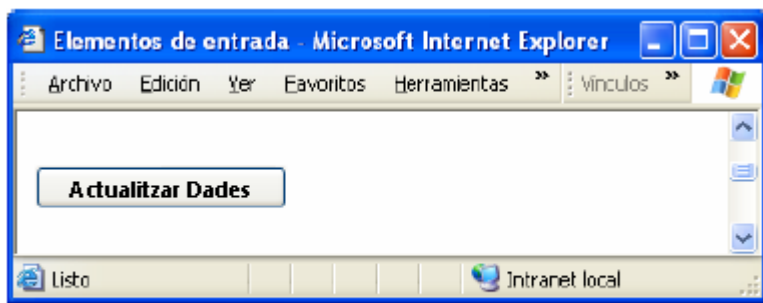 Elementos de entrada - Microsoft Internet Explorer
Archivo Edición Ver Favoritos Herramientas » Vínculos »
Actualitzar Dades
Listo Intranet local